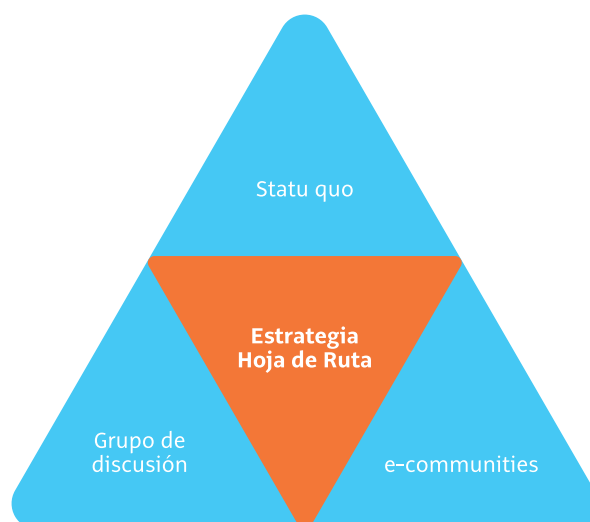 Statu quo
Estrategia
Hoja de Ruta
Grupo de
discusión
e-communities